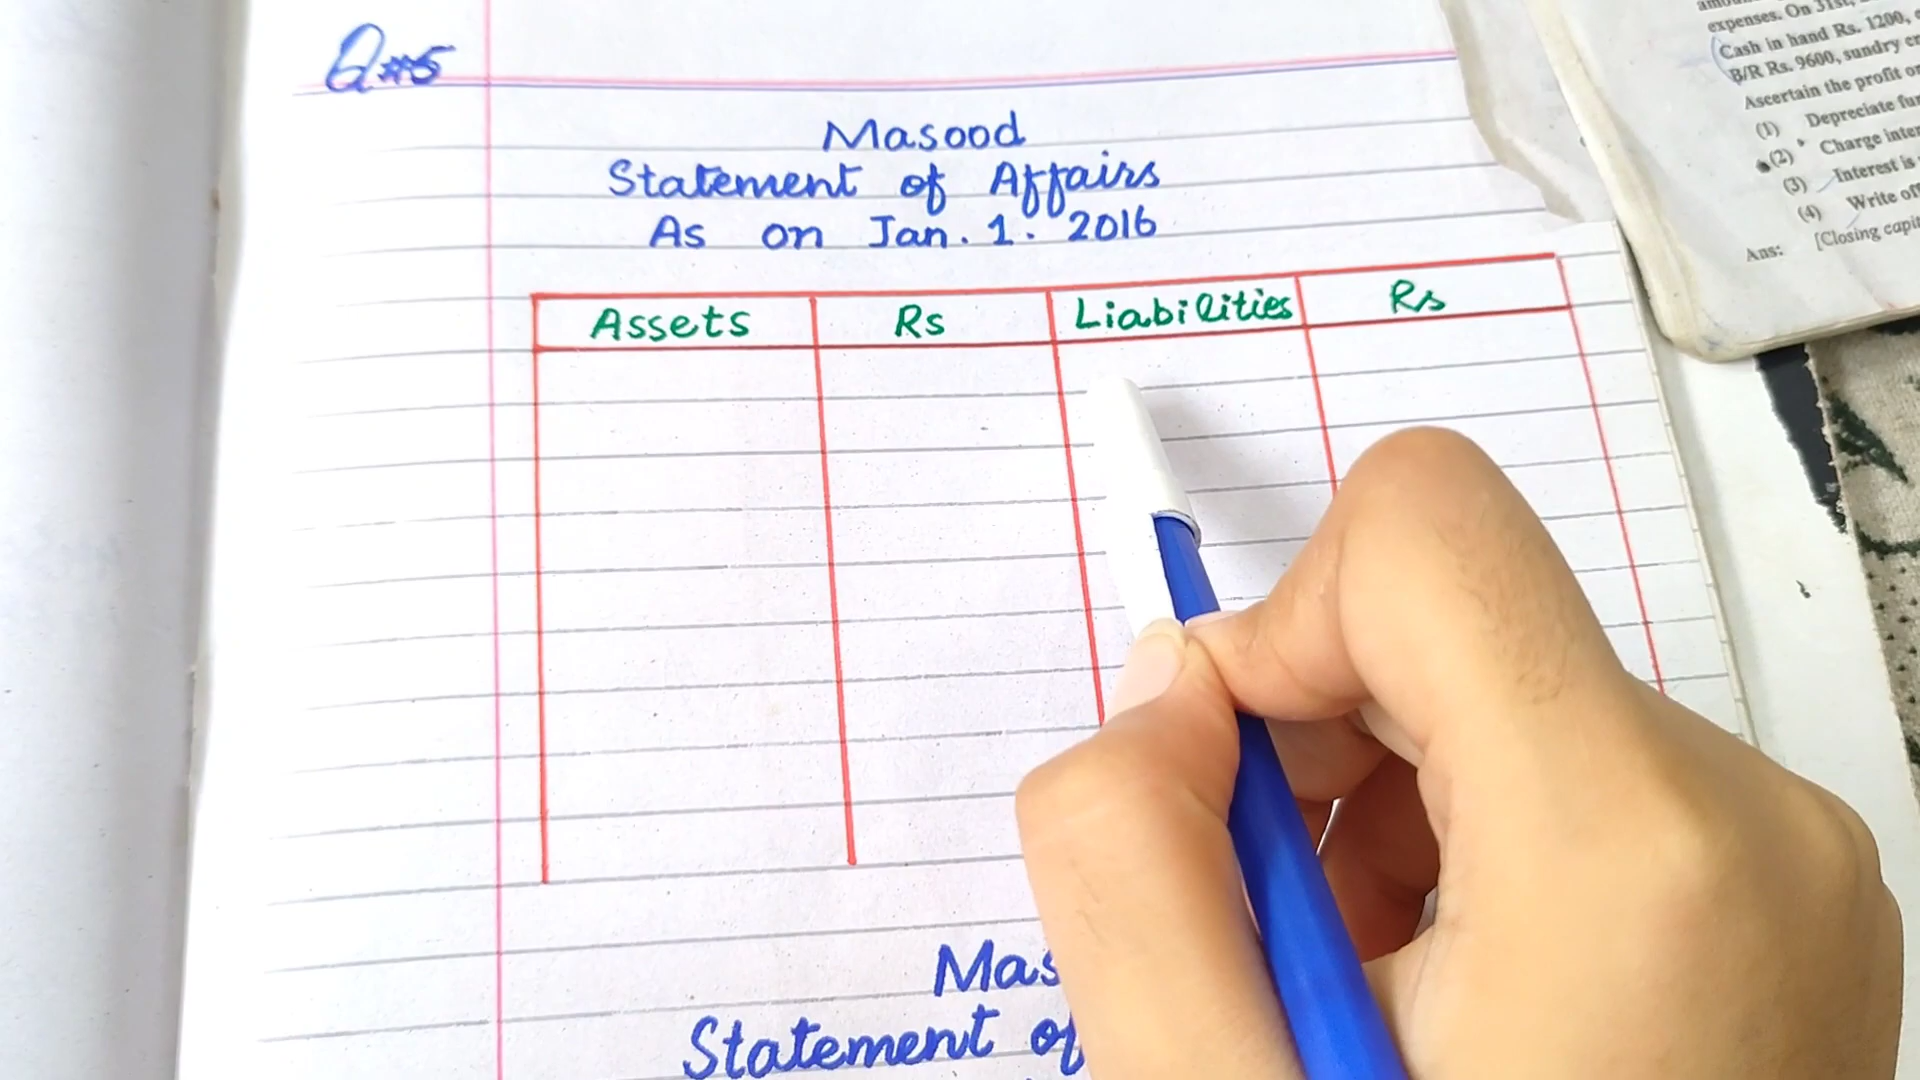 Q#5
Masood
Statement of Affairs
As on Jan. 1. 2016
Assets Rs Liabilities Rs
Mas
Statement of
expenses. On 31st,
Cash in hand Rs. 1200,
B/R Rs. 9600, sundry
Ascertain the profit
(1) Depreciate
(2) Charge
(3) Interest is
(4) Write off
Ans: [Closing